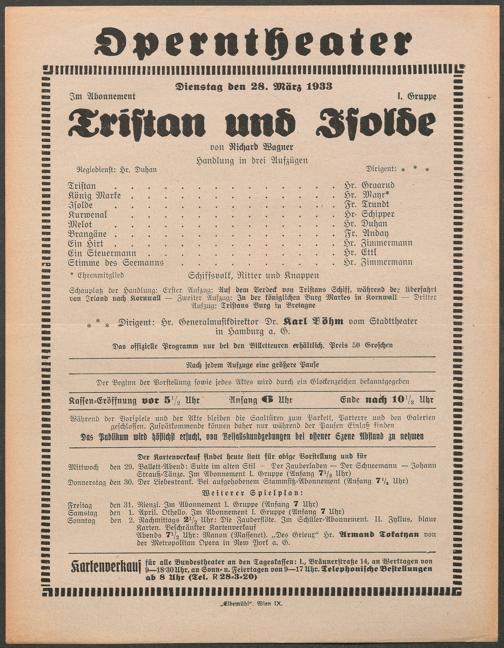 Operntheater
Dienstag den 28. März 1933
Im Abonnement I. Gruppe
Tristan und Isolde
von Richard Wagner
Handlung in drei Aufzügen
Regiedienst: Hr. Duhan Dirigent: * * *
Tristan . . . . . . . . . . . . . Hr. Graarud
König Marke . . . . . . . . . . . . . Hr. Mayr*
Isolde . . . . . . . . . . . . . Fr. Trundt
Kurwenal . . . . . . . . . . . . . Hr. Schipper
Melot . . . . . . . . . . . . . Hr. Duhan
Brangäne . . . . . . . . . . . . . Fr. Anday
Ein Hirt . . . . . . . . . . . . . Hr. Zimmermann
Ein Steuermann . . . . . . . . . . . . . Hr. Ettl
Stimme des Seemanns . . . . . . . . . . . . . Hr. Zimmermann
* Ehrenmitglied Schiffsvolk, Ritter und Knappen
Schauplatz der Handlung: Erster Aufzug: Auf dem Verdeck von Tristans Schiff, während der Überfahrt
von Irland nach Kornwall — Zweiter Aufzug: In der königlichen Burg Markes in Kornwall — Dritter
Aufzug: Tristans Burg in Bretagne
* * * Dirigent: Hr. Generalmusikdirektor Dr. Karl Böhm vom Stadttheater
in Hamburg a. G.
Das offizielle Programm nur bei den Billetteuren erhältlich. Preis 50 Groschen
Nach jedem Aufzuge eine größere Pause
Der Beginn der Vorstellung sowie jedes Aktes wird durch ein Glockenzeichen bekanntgegeben
Kassen-Eröffnung vor 5½ Uhr Anfang 6 Uhr Ende nach 10½ Uhr
Während der Vorspiele und der Akte bleiben die Saaltüren zum Parkett, Parterre und den Galerien
geschlossen. Zuspätkommende können daher nur während der Pausen Einlaß finden
Das Publikum wird höflichst ersucht, von Beifallskundgebungen bei offener Szene Abstand zu nehmen
Der Kartenverkauf findet heute statt für obige Vorstellung und für
Mittwoch den 29. Ballett-Abend: Suite im alten Stil — Der Zauberladen — Der Schneemann — Johann
Strauß-Tänze. Im Abonnement I. Gruppe (Anfang 7½ Uhr)
Donnerstag den 30. Der Liebestrank. Bei aufgehobenem Stammsitz-Abonnement (Anfang 7½ Uhr)
Weiterer Spielplan:
Freitag den 31. Rienzi. Im Abonnement I. Gruppe (Anfang 7 Uhr)
Samstag den 1. April. Othello. Im Abonnement I. Gruppe (Anfang 7 Uhr)
Sonntag den 2. Nachmittags 2½ Uhr: Die Zauberflöte. Im Schüler-Abonnement. II. Zyklus, blaue
Karten. Beschränkter Kartenverkauf
Abends 7½ Uhr: Manon (Massenet). „Des Grieux“ Hr. Armand Tokatyan von
der Metropolitan Opera in New York a. G.
Kartenverkauf für alle Bundestheater an den Tageskassen: I., Bräunerstraße 14, an Werktagen von
9—18·30 Uhr, an Sonn- u. Feiertagen von 9—17 Uhr. Telephonische Bestellungen
ab 8 Uhr (Tel. R 28-3-20)
„Elbemühl“, Wien IX.